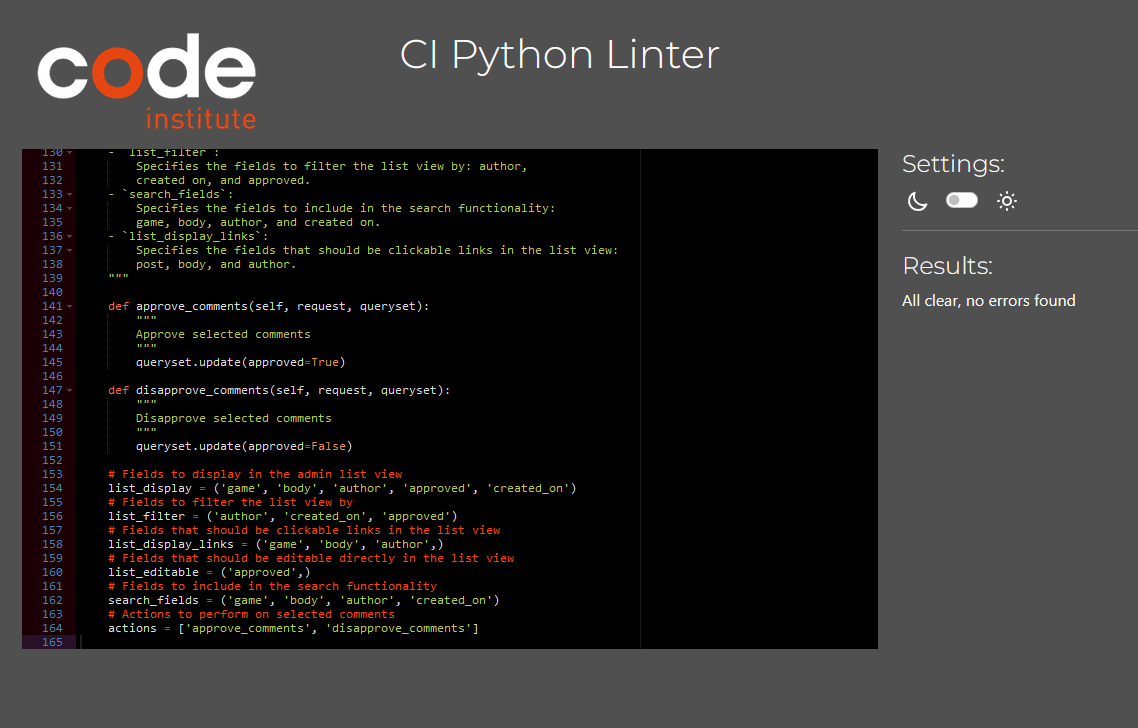 code
institute
CI Python Linter
130 - `list_filter`:
131 Specifies the fields to filter the list view by: author,
132 created on, and approved.
133 - `search_fields`:
134 Specifies the fields to include in the search functionality:
135 game, body, author, and created on.
136 - `list_display_links`:
137 Specifies the fields that should be clickable links in the list view:
138 post, body, and author.
139 """
140
141 def approve_comments(self, request, queryset):
142 """
143 Approve selected comments
144 """
145 queryset.update(approved=True)
146
147 def disapprove_comments(self, request, queryset):
148 """
149 Disapprove selected comments
150 """
151 queryset.update(approved=False)
152
153 # Fields to display in the admin list view
154 list_display = ('game', 'body', 'author', 'approved', 'created_on')
155 # Fields to filter the list view by
156 list_filter = ('author', 'created_on', 'approved')
157 # Fields that should be clickable links in the list view
158 list_display_links = ('game', 'body', 'author',)
159 # Fields that should be editable directly in the list view
160 list_editable = ('approved',)
161 # Fields to include in the search functionality
162 search_fields = ('game', 'body', 'author', 'created_on')
163 # Actions to perform on selected comments
164 actions = ['approve_comments', 'disapprove_comments']
165
Settings:
Results:
All clear, no errors found